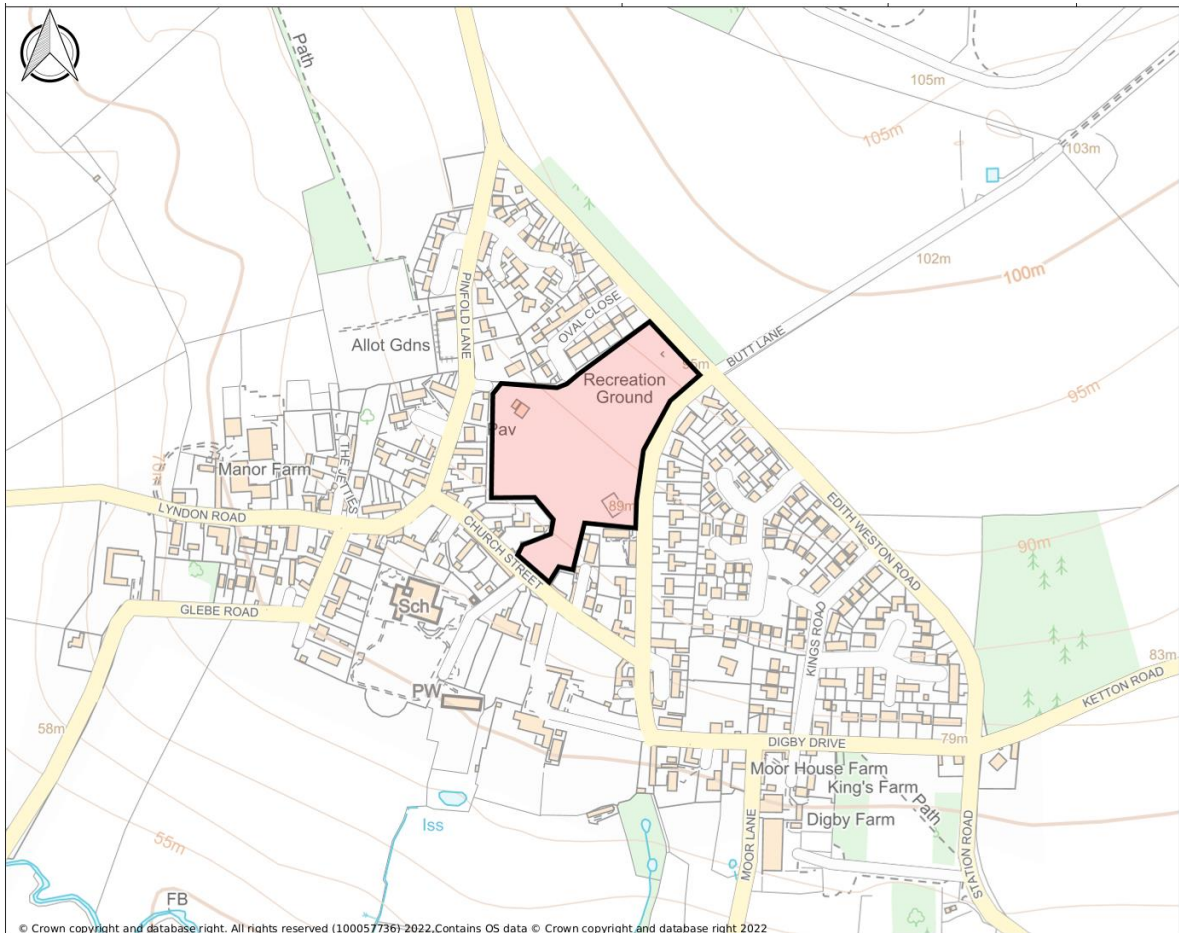 Path
105m
105m
103m
102m
100m
PINFOLD LANE
OVAL CLOSE
Allot Gdns
BUTT LANE
95m
Recreation
Ground
95m
Pav
70m
Manor Farm
THE JETTIES
89m
LYNDON ROAD
CHURCH STREET
EDITH WESTON ROAD
90m
Sch
GLEBE ROAD
KINGS ROAD
83m
KETTON ROAD
PW
58m
DIGBY DRIVE
79m
Moor House Farm
King's Farm
Digby Farm
Path
Iss
55m
MOOR LANE
STATION ROAD
FB
© Crown copyright and database right. All rights reserved (100057736) 2022.Contains OS data © Crown copyright and database right 2022